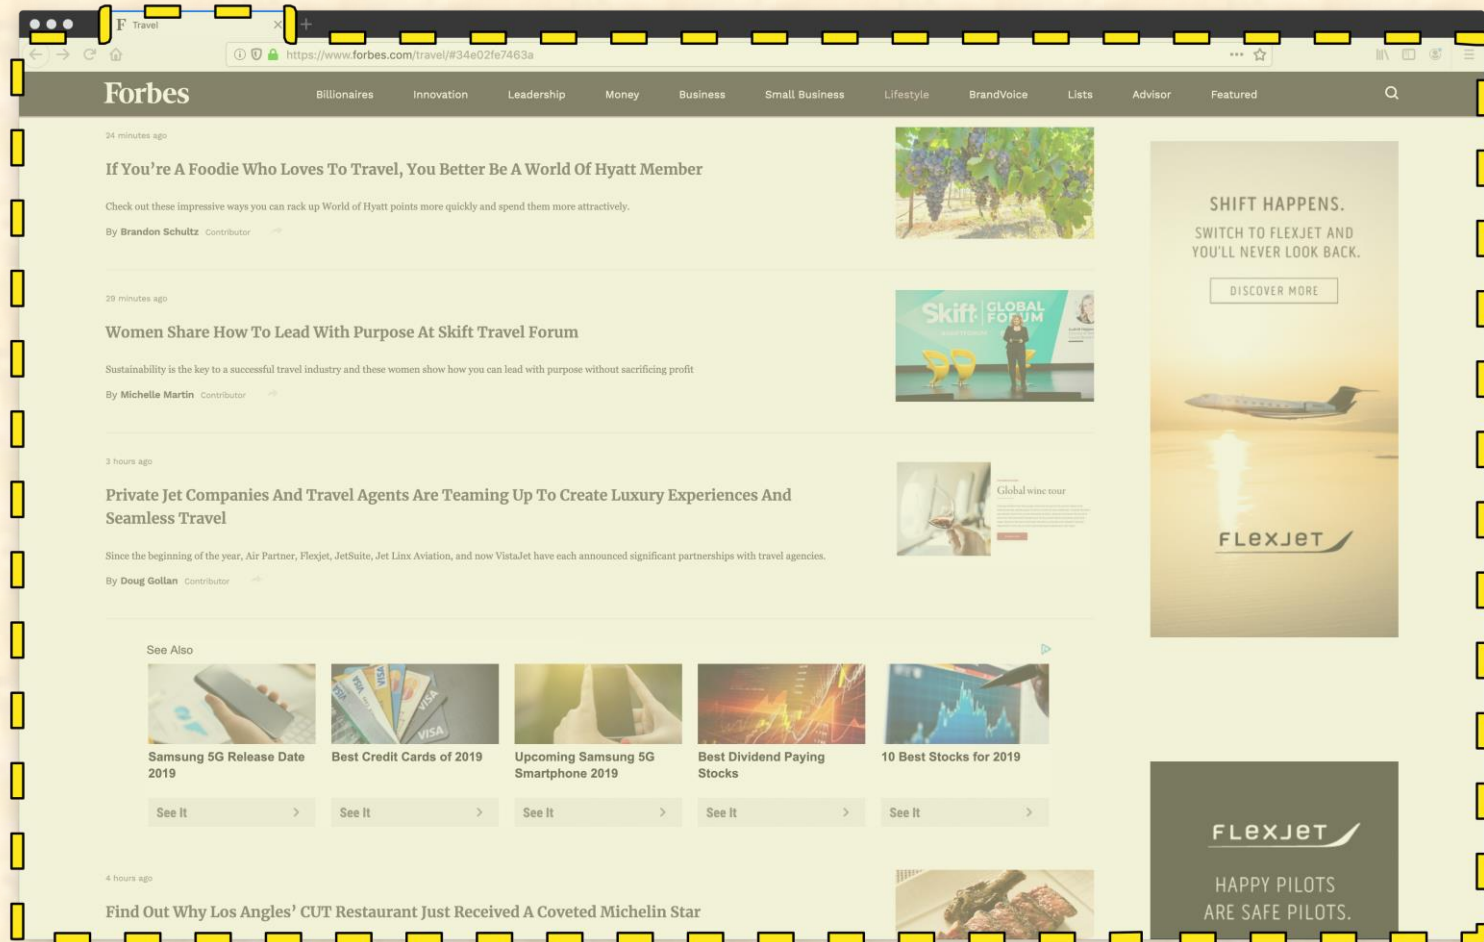 F Travel
https://www.forbes.com/travel/#34e02fe7463a
Forbes
Billionaires Innovation Leadership Money Business Small Business Lifestyle BrandVoice Lists Advisor Featured
24 minutes ago
If You’re A Foodie Who Loves To Travel, You Better Be A World Of Hyatt Member
Check out these impressive ways you can rack up World of Hyatt points more quickly and spend them more attractively.
By Brandon Schultz Contributor
29 minutes ago
Women Share How To Lead With Purpose At Skift Travel Forum
Sustainability is the key to a successful travel industry and these women show how you can lead with purpose without sacrificing profit
By Michelle Martin Contributor
Skift GLOBAL
FORUM
3 hours ago
Private Jet Companies And Travel Agents Are Teaming Up To Create Luxury Experiences And
Seamless Travel
Since the beginning of the year, Air Partner, Flexjet, JetSuite, Jet Linx Aviation, and now VistaJet have each announced significant partnerships with travel agencies.
By Doug Gollan Contributor
Global wine tour
See Also
VISA
VISA
VISA
VISA
Samsung 5G Release Date
2019
See It
Best Credit Cards of 2019
See It
Upcoming Samsung 5G
Smartphone 2019
See It
Best Dividend Paying
Stocks
See It
10 Best Stocks for 2019
See It
4 hours ago
Find Out Why Los Angles’ CUT Restaurant Just Received A Coveted Michelin Star
SHIFT HAPPENS.
SWITCH TO FLEXJET AND
YOU'LL NEVER LOOK BACK.
DISCOVER MORE
FLEXJET
FLEXJET
HAPPY PILOTS
ARE SAFE PILOTS.